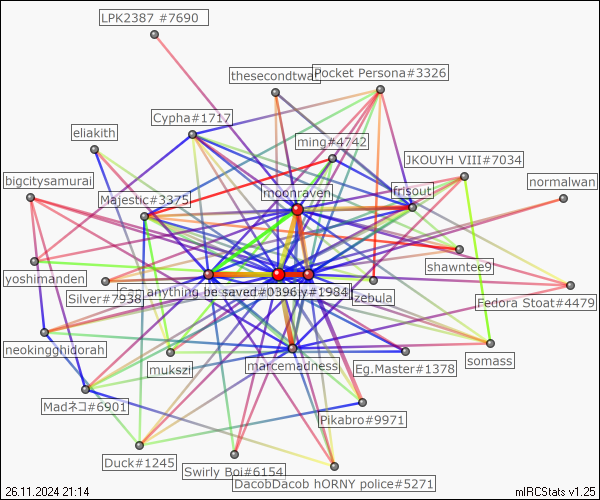 LPK2387 #7690
thesecondtwa
Pocket Persona#3326
Cypha#1717
eliakith
ming#4742
JKOUYH VIII#7034
bigcitysamurai
moonraven
frisout
normalwan
Majestic#3375
shawntee9
yoshimanden
Silver#7938
anything be saved#0396
y#1984
zebula
Fedora Stoat#4479
neokingghidorah
mukszi
marcemadness
Eg.Master#1378
somass
Madネコ#6901
Pikabro#9971
Duck#1245
Swirly Boi#6154
DacobDacob hORNY police#5271
26.11.2024 21:14
mIRCStats v1.25